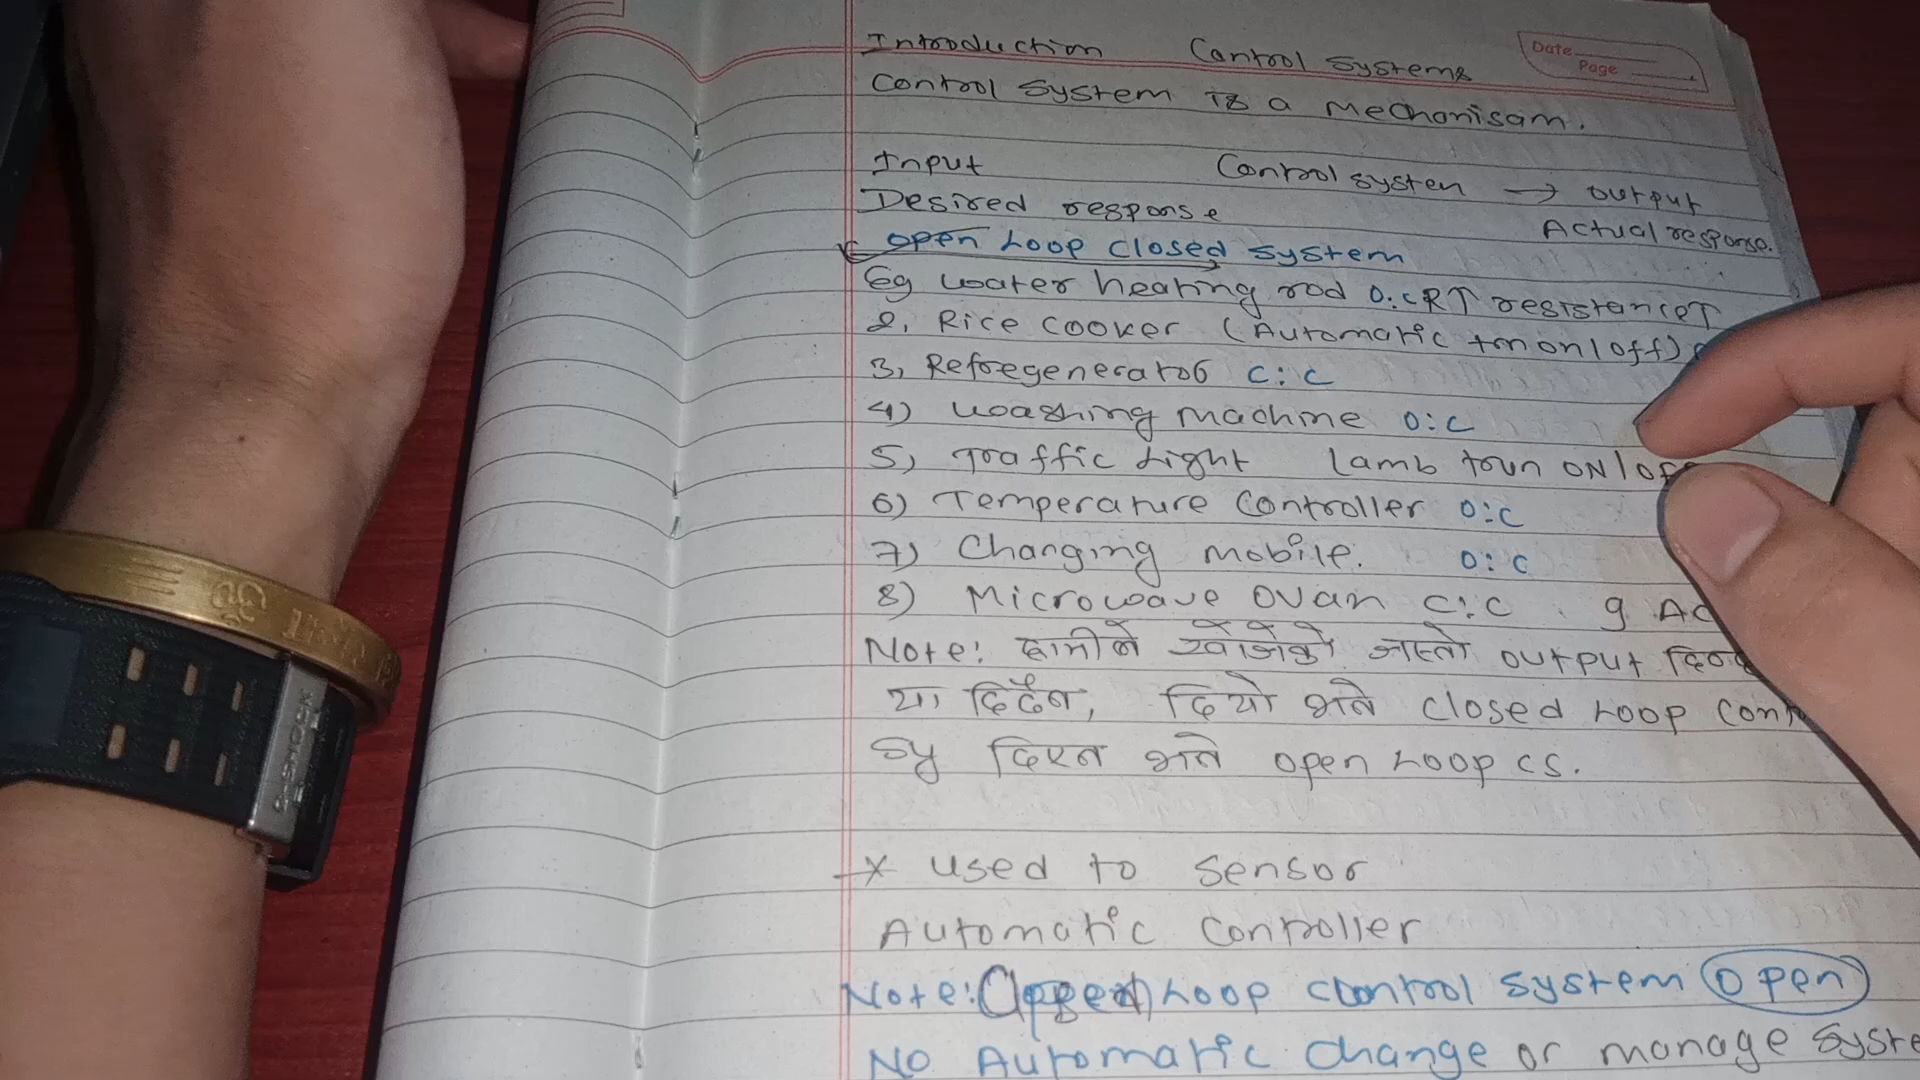 Introduction Control Systems
Date
Page
Control System is a Mechanisam.
Input Control system → output
Desired response Actual response.
open Loop closed system
Eg water heating rod O:C R↑ resistance↑
2, Rice cooker (Automatic turn on/off)
3, Refregenerator C:C
4) washing machine O:C
5) Traffic Light Lamb turn ON/OFF
6) Temperature Controller O:C
7) Charging mobile. O:C
8) Microwave Ovan C:C 9 AC
Note: हामीले खोजेको जस्तो output
या दिदैन, दियो भने Closed Loop
Sy दिएन भने open Loop CS.
* used to Sensor
Automatic Controller
Note: Loop control System Open
NO Automatic change or manage Syste
G-SHOCK